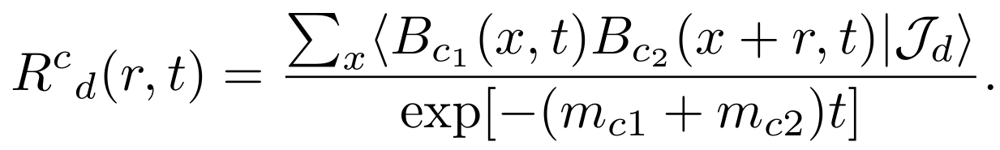 $$R^c{}_d(r,t) = \frac{\sum_x \langle B_{c_1}(x,t) B_{c_2}(x+r,t) | \mathcal{J}_d \rangle}{\exp[-(m_{c1} + m_{c2})t]}.$$